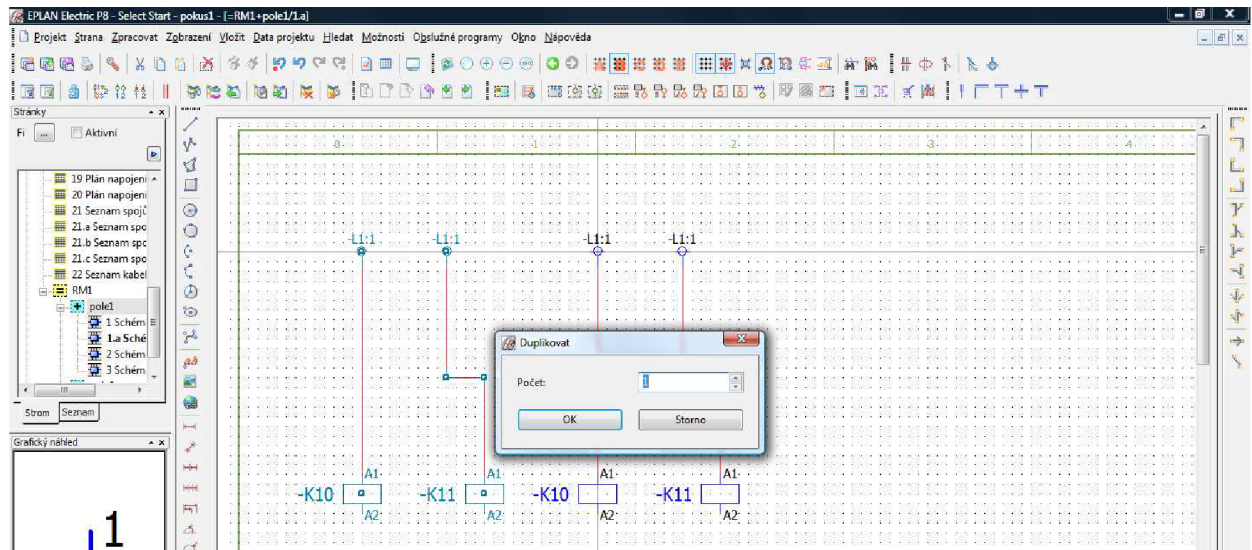 EPLAN Electric P8 - Select Start - pokus1 - [=RM1+pole1/1.a]
Projekt Strana Zpracovat Zobrazení Vložit Data projektu Hledat Možnosti Obslužné programy Okno Nápověda
Stránky
Fi ... Aktivní
19 Plán napojeni
20 Plán napojeni
21 Seznam spojů
21.a Seznam spo
21.b Seznam spo
21.c Seznam spo
22 Seznam kabel
RM1
pole1
1 Schém
1.a Sché
2 Schém
3 Schém
Strom Seznam
Grafický náhled
1
0 1 2 3 4
-L1:1 -L1:1 -L1:1 -L1:1
Duplikovat
Počet: 1
OK Storno
A1 A1 A1 A1
-K10 -K11 -K10 -K11
A2 A2 A2 A2